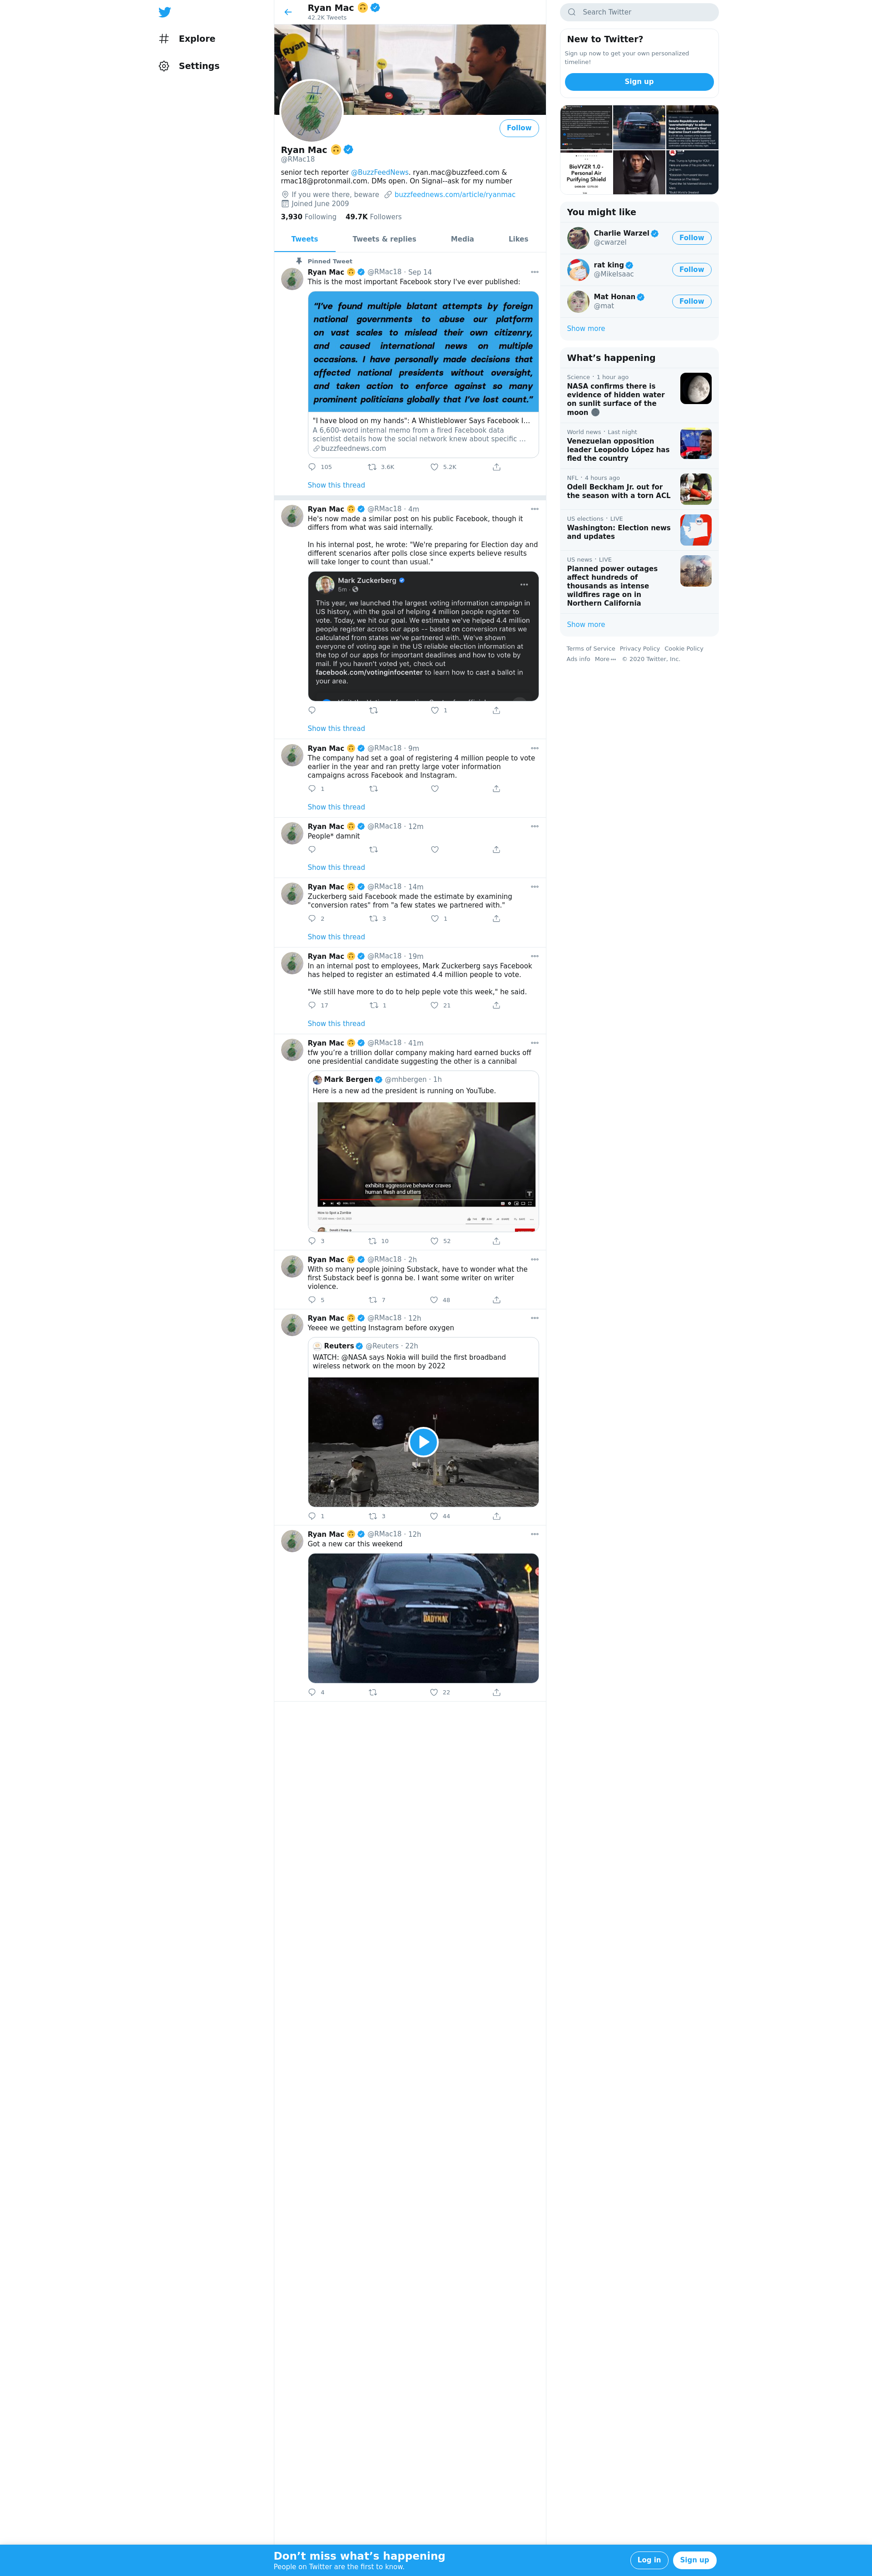 Explore
Settings
Ryan Mac 🙃
42.2K Tweets
Ryan
Follow
Ryan Mac 🙃
@RMac18
senior tech reporter @BuzzFeedNews. ryan.mac@buzzfeed.com &
rmac18@protonmail.com. DMs open. On Signal--ask for my number
If you were there, beware buzzfeednews.com/article/ryanmac
Joined June 2009
3,930 Following 49.7K Followers
Tweets Tweets & replies Media Likes
Pinned Tweet
Ryan Mac 🙃 @RMac18 · Sep 14
This is the most important Facebook story I've ever published:
"I've found multiple blatant attempts by foreign
national governments to abuse our platform
on vast scales to mislead their own citizenry,
and caused international news on multiple
occasions. I have personally made decisions that
affected national presidents without oversight,
and taken action to enforce against so many
prominent politicians globally that I've lost count."
"I have blood on my hands": A Whistleblower Says Facebook I...
A 6,600-word internal memo from a fired Facebook data
scientist details how the social network knew about specific ...
buzzfeednews.com
105 3.6K 5.2K
Show this thread
Ryan Mac 🙃 @RMac18 · 4m
He's now made a similar post on his public Facebook, though it
differs from what was said internally.
In his internal post, he wrote: "We're preparing for Election day and
different scenarios after polls close since experts believe results
will take longer to count than usual."
Mark Zuckerberg
5m ·
This year, we launched the largest voting information campaign in
US history, with the goal of helping 4 million people register to
vote. Today, we hit our goal. We estimate we've helped 4.4 million
people register across our apps -- based on conversion rates we
calculated from states we've partnered with. We've shown
everyone of voting age in the US reliable election information at
the top of our apps for important deadlines and how to vote by
mail. If you haven't voted yet, check out
facebook.com/votinginfocenter to learn how to cast a ballot in
your area.
1
Show this thread
Ryan Mac 🙃 @RMac18 · 9m
The company had set a goal of registering 4 million people to vote
earlier in the year and ran pretty large voter information
campaigns across Facebook and Instagram.
1
Show this thread
Ryan Mac 🙃 @RMac18 · 12m
People* damnit
Show this thread
Ryan Mac 🙃 @RMac18 · 14m
Zuckerberg said Facebook made the estimate by examining
"conversion rates" from "a few states we partnered with."
2 3 1
Show this thread
Ryan Mac 🙃 @RMac18 · 19m
In an internal post to employees, Mark Zuckerberg says Facebook
has helped to register an estimated 4.4 million people to vote.
"We still have more to do to help peple vote this week," he said.
17 1 21
Show this thread
Ryan Mac 🙃 @RMac18 · 41m
tfw you're a trillion dollar company making hard earned bucks off
one presidential candidate suggesting the other is a cannibal
Mark Bergen @mhbergen · 1h
Here is a new ad the president is running on YouTube.
exhibits aggressive behavior craves
human flesh and utters
How to Spot a Zombie
3 10 52
Ryan Mac 🙃 @RMac18 · 2h
With so many people joining Substack, have to wonder what the
first Substack beef is gonna be. I want some writer on writer
violence.
5 7 48
Ryan Mac 🙃 @RMac18 · 12h
Yeeee we getting Instagram before oxygen
Reuters @Reuters · 22h
WATCH: @NASA says Nokia will build the first broadband
wireless network on the moon by 2022
1 3 44
Ryan Mac 🙃 @RMac18 · 12h
Got a new car this weekend
DADYMAK
4 22
Search Twitter
New to Twitter?
Sign up now to get your own personalized
timeline!
Sign up
BioVYZR 1.0 -
Personal Air
Purifying Shield
You might like
Charlie Warzel
@cwarzel
Follow
rat king
@MikeIsaac
Follow
Mat Honan
@mat
Follow
Show more
What's happening
Science · 1 hour ago
NASA confirms there is
evidence of hidden water
on sunlit surface of the
moon 🌑
World news · Last night
Venezuelan opposition
leader Leopoldo López has
fled the country
NFL · 4 hours ago
Odell Beckham Jr. out for
the season with a torn ACL
US elections · LIVE
Washington: Election news
and updates
US news · LIVE
Planned power outages
affect hundreds of
thousands as intense
wildfires rage on in
Northern California
Show more
Terms of Service Privacy Policy Cookie Policy
Ads info More ··· © 2020 Twitter, Inc.
Don't miss what's happening
People on Twitter are the first to know.
Log in
Sign up